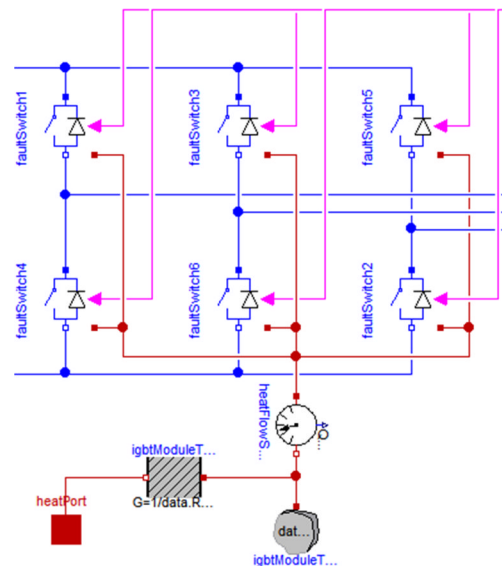 faultSwitch1
faultSwitch3
faultSwitch5
faultSwitch4
faultSwitch6
faultSwitch2
heatFlowS...
Q...
igbtModuleT...
heatPort
G=1/data.R...
dat...
igbtModuleT...